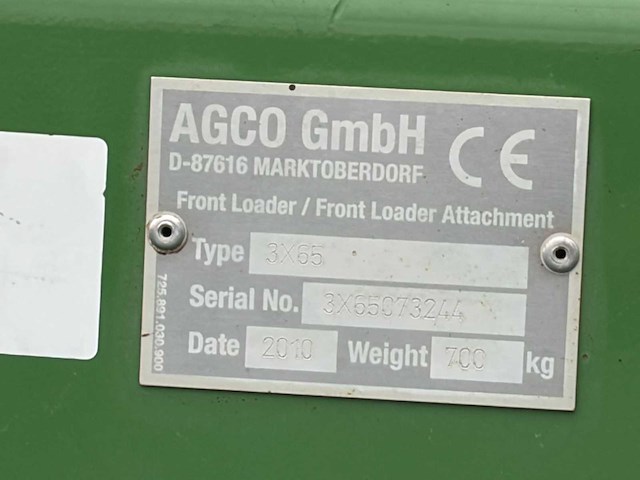 AGCO GmbH
D-87616 MARKTOBERDORF
CE
Front Loader / Front Loader Attachment
Type 3X65
Serial No. 3X65073244
Date 2010 Weight 700 kg
725.891.030.900